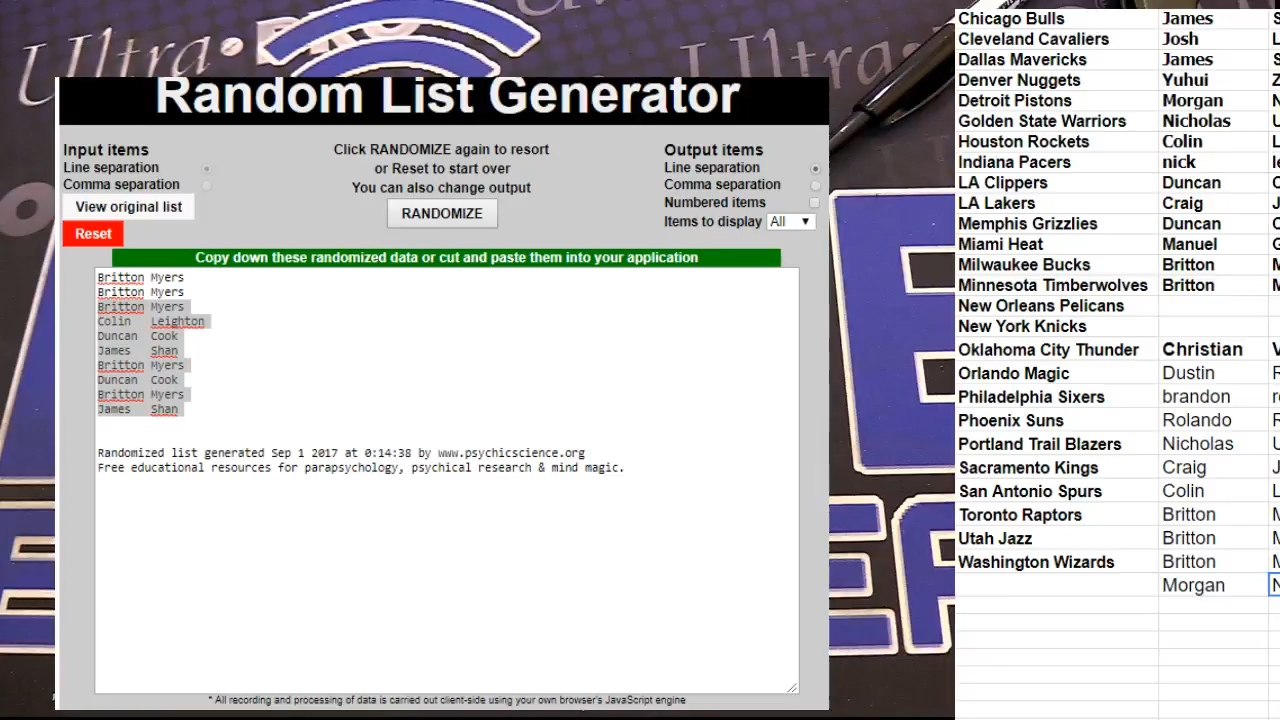 Ultra PRO
Random List Generator
Input items
Line separation
Comma separation
View original list
Reset
Click RANDOMIZE again to resort
or Reset to start over
You can also change output
RANDOMIZE
Output items
Line separation
Comma separation
Numbered items
Items to display All
Copy down these randomized data or cut and paste them into your application
Britton Myers
Britton Myers
Britton Myers
Colin Leighton
Duncan Cook
James Shan
Britton Myers
Duncan Cook
Britton Myers
James Shan
Randomized list generated Sep 1 2017 at 0:14:38 by www.psychicscience.org
Free educational resources for parapsychology, psychical research & mind magic.
* All recording and processing of data is carried out client-side using your own browser's JavaScript engine
Chicago Bulls James S
Cleveland Cavaliers Josh L
Dallas Mavericks James S
Denver Nuggets Yuhui Z
Detroit Pistons Morgan N
Golden State Warriors Nicholas U
Houston Rockets Colin L
Indiana Pacers nick le
LA Clippers Duncan C
LA Lakers Craig J
Memphis Grizzlies Duncan C
Miami Heat Manuel G
Milwaukee Bucks Britton M
Minnesota Timberwolves Britton M
New Orleans Pelicans
New York Knicks
Oklahoma City Thunder Christian V
Orlando Magic Dustin R
Philadelphia Sixers brandon re
Phoenix Suns Rolando R
Portland Trail Blazers Nicholas U
Sacramento Kings Craig J
San Antonio Spurs Colin L
Toronto Raptors Britton M
Utah Jazz Britton M
Washington Wizards Britton M
Morgan N